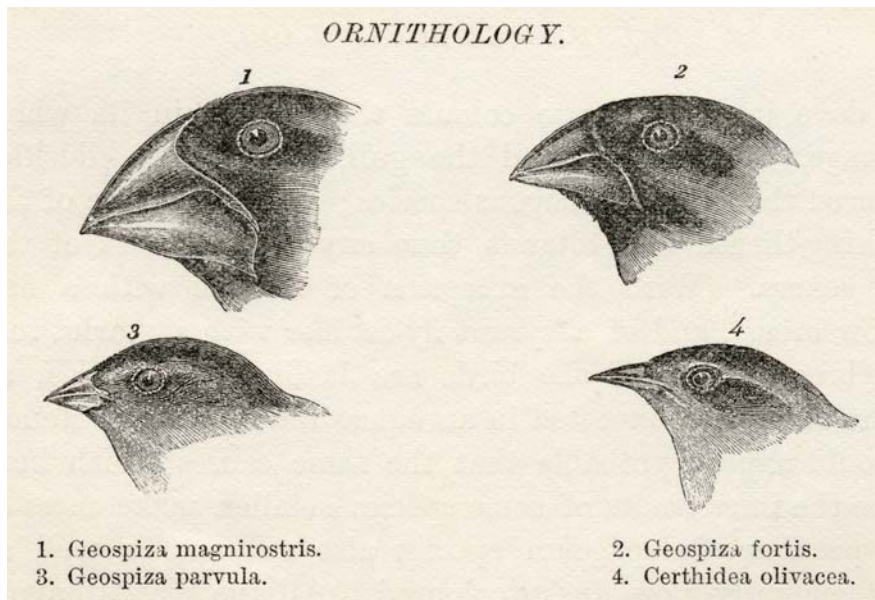 ORNITHOLOGY.
1
2
3
4
1. Geospiza magnirostris.
2. Geospiza fortis.
3. Geospiza parvula.
4. Certhidea olivacea.